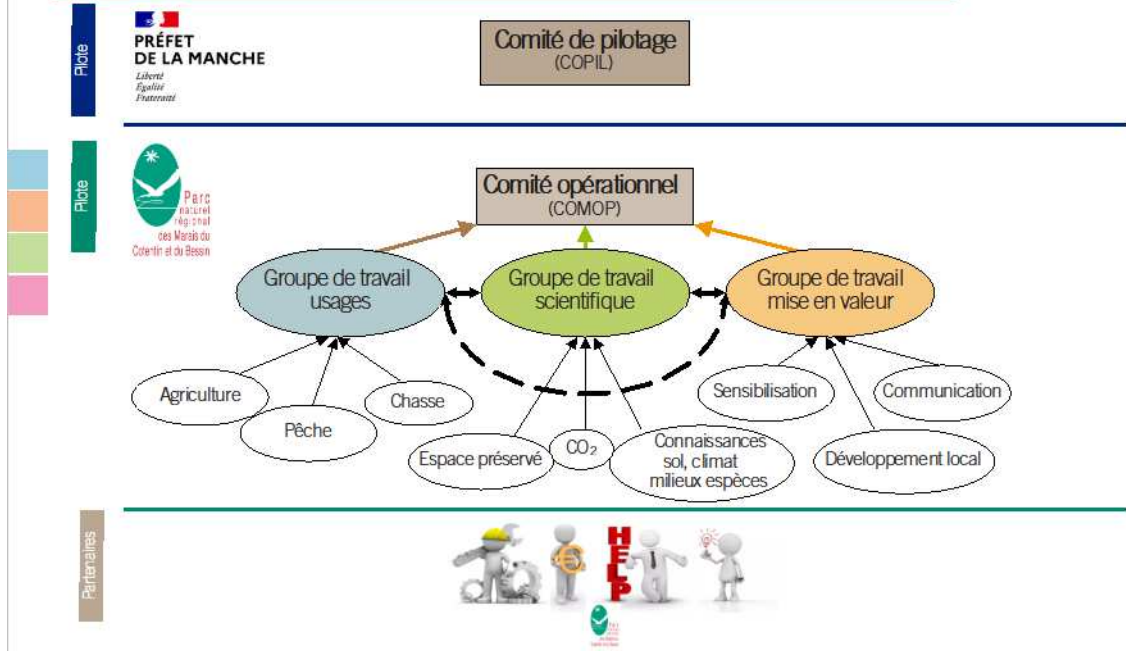 Pilote
PRÉFET
DE LA MANCHE
Liberté
Égalité
Fraternité
Comité de pilotage
(COPIL)
Pilote
Parc
naturel
régional
des Marais du
Cotentin et du Bessin
Comité opérationnel
(COMOP)
Groupe de travail
usages
Groupe de travail
scientifique
Groupe de travail
mise en valeur
Agriculture
Pêche
Chasse
Espace préservé
CO₂
Connaissances
sol, climat
milieux espèces
Sensibilisation
Communication
Développement local
Partenaires
HELP